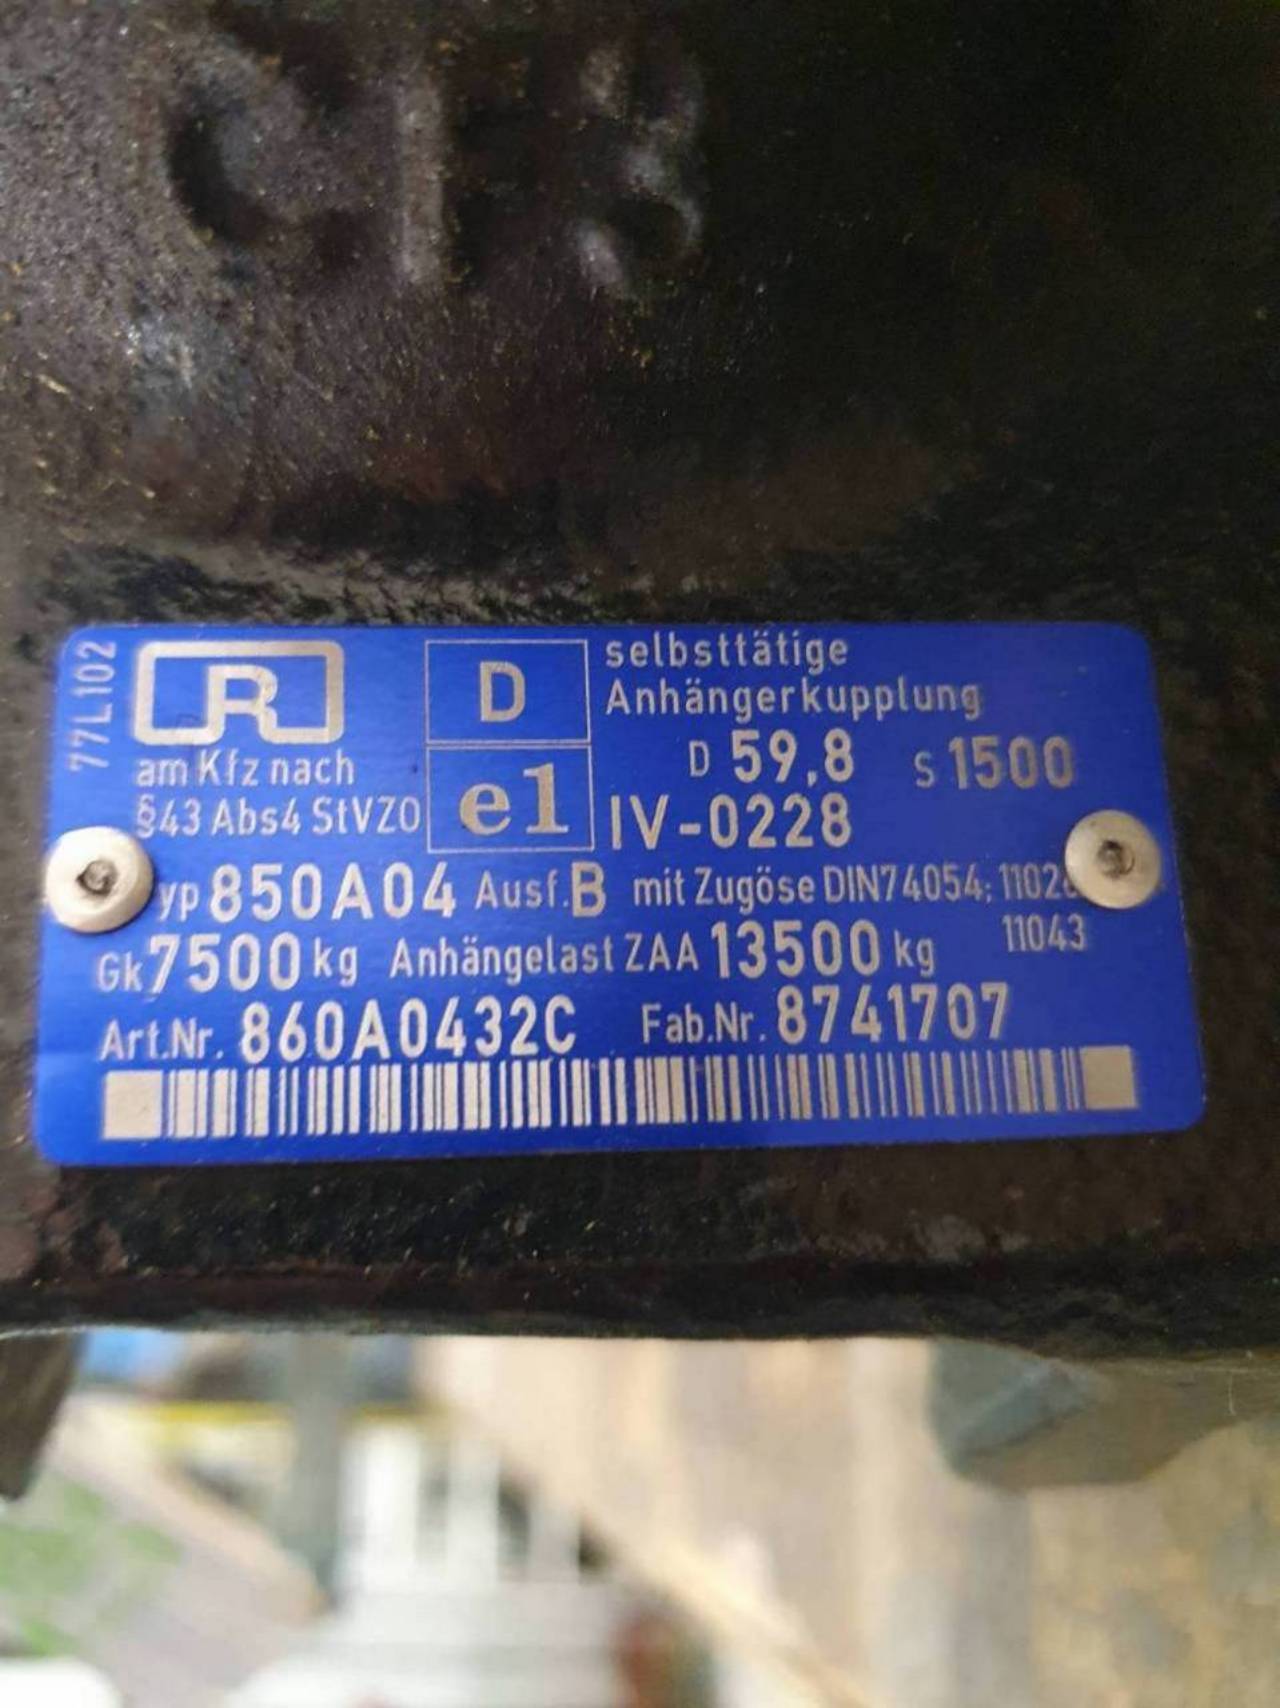 77L102
R
am Kfz nach
§43 Abs4 StVZO
D
e1
selbsttätige
Anhängerkupplung
D 59,8 S 1500
IV-0228
yp 850A04 Ausf. B mit Zugöse DIN74054; 1102
11043
Gk 7500 kg Anhängelast ZAA 13500 kg
Art.Nr. 860A0432C Fab.Nr. 8741707